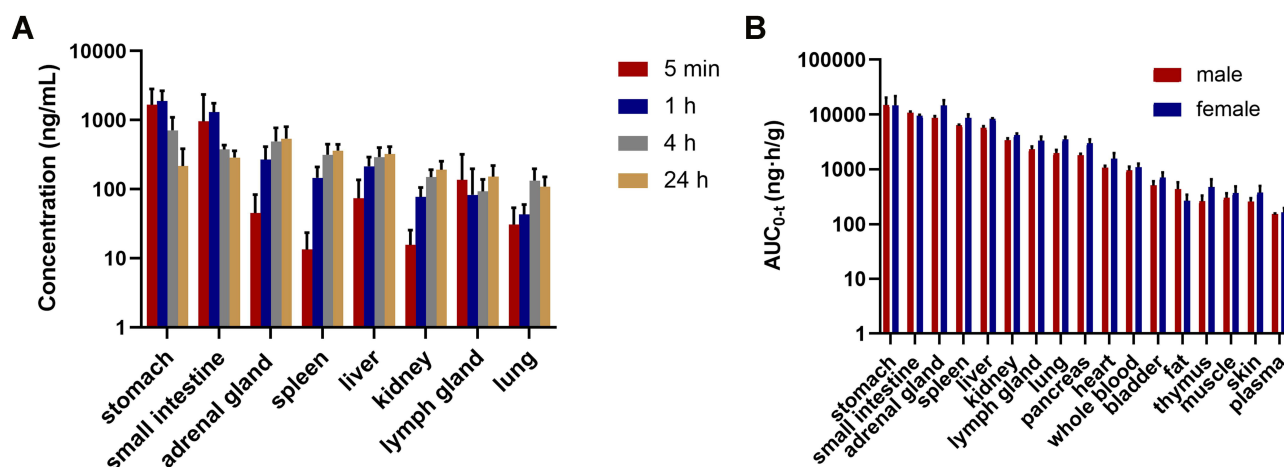 A
Concentration (ng/mL)
10000
1000
100
10
1
stomach
small intestine
adrenal gland
spleen
liver
kidney
lymph gland
lung
5 min
1 h
4 h
24 h
B
AUC0-t (ng·h/g)
100000
10000
1000
100
10
1
stomach
small intestine
adrenal gland
spleen
liver
kidney
lymph gland
lung
pancreas
heart
whole blood
bladder
fat
thymus
muscle
skin
plasma
male
female